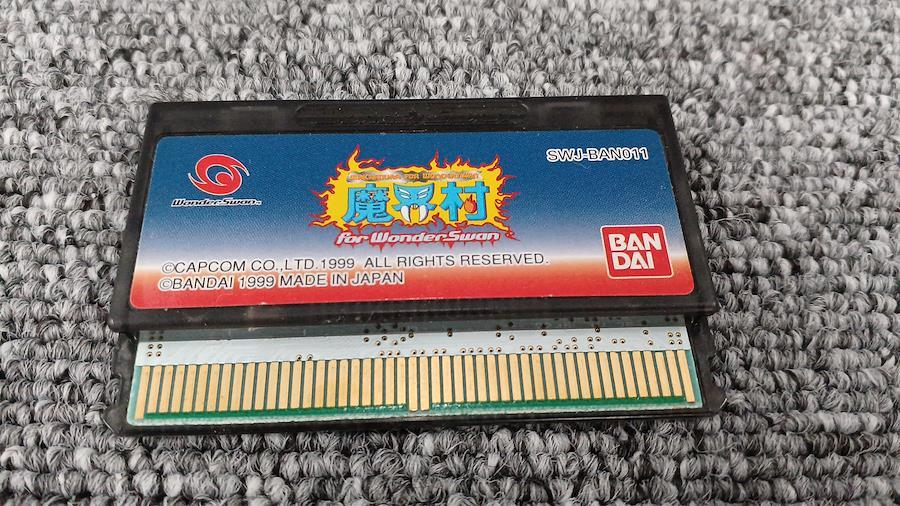 SWJ-BAN011
WonderSwan™
魔界村
for WonderSwan
BAN
DAI
©CAPCOM CO.,LTD.1999 ALL RIGHTS RESERVED.
©BANDAI 1999 MADE IN JAPAN